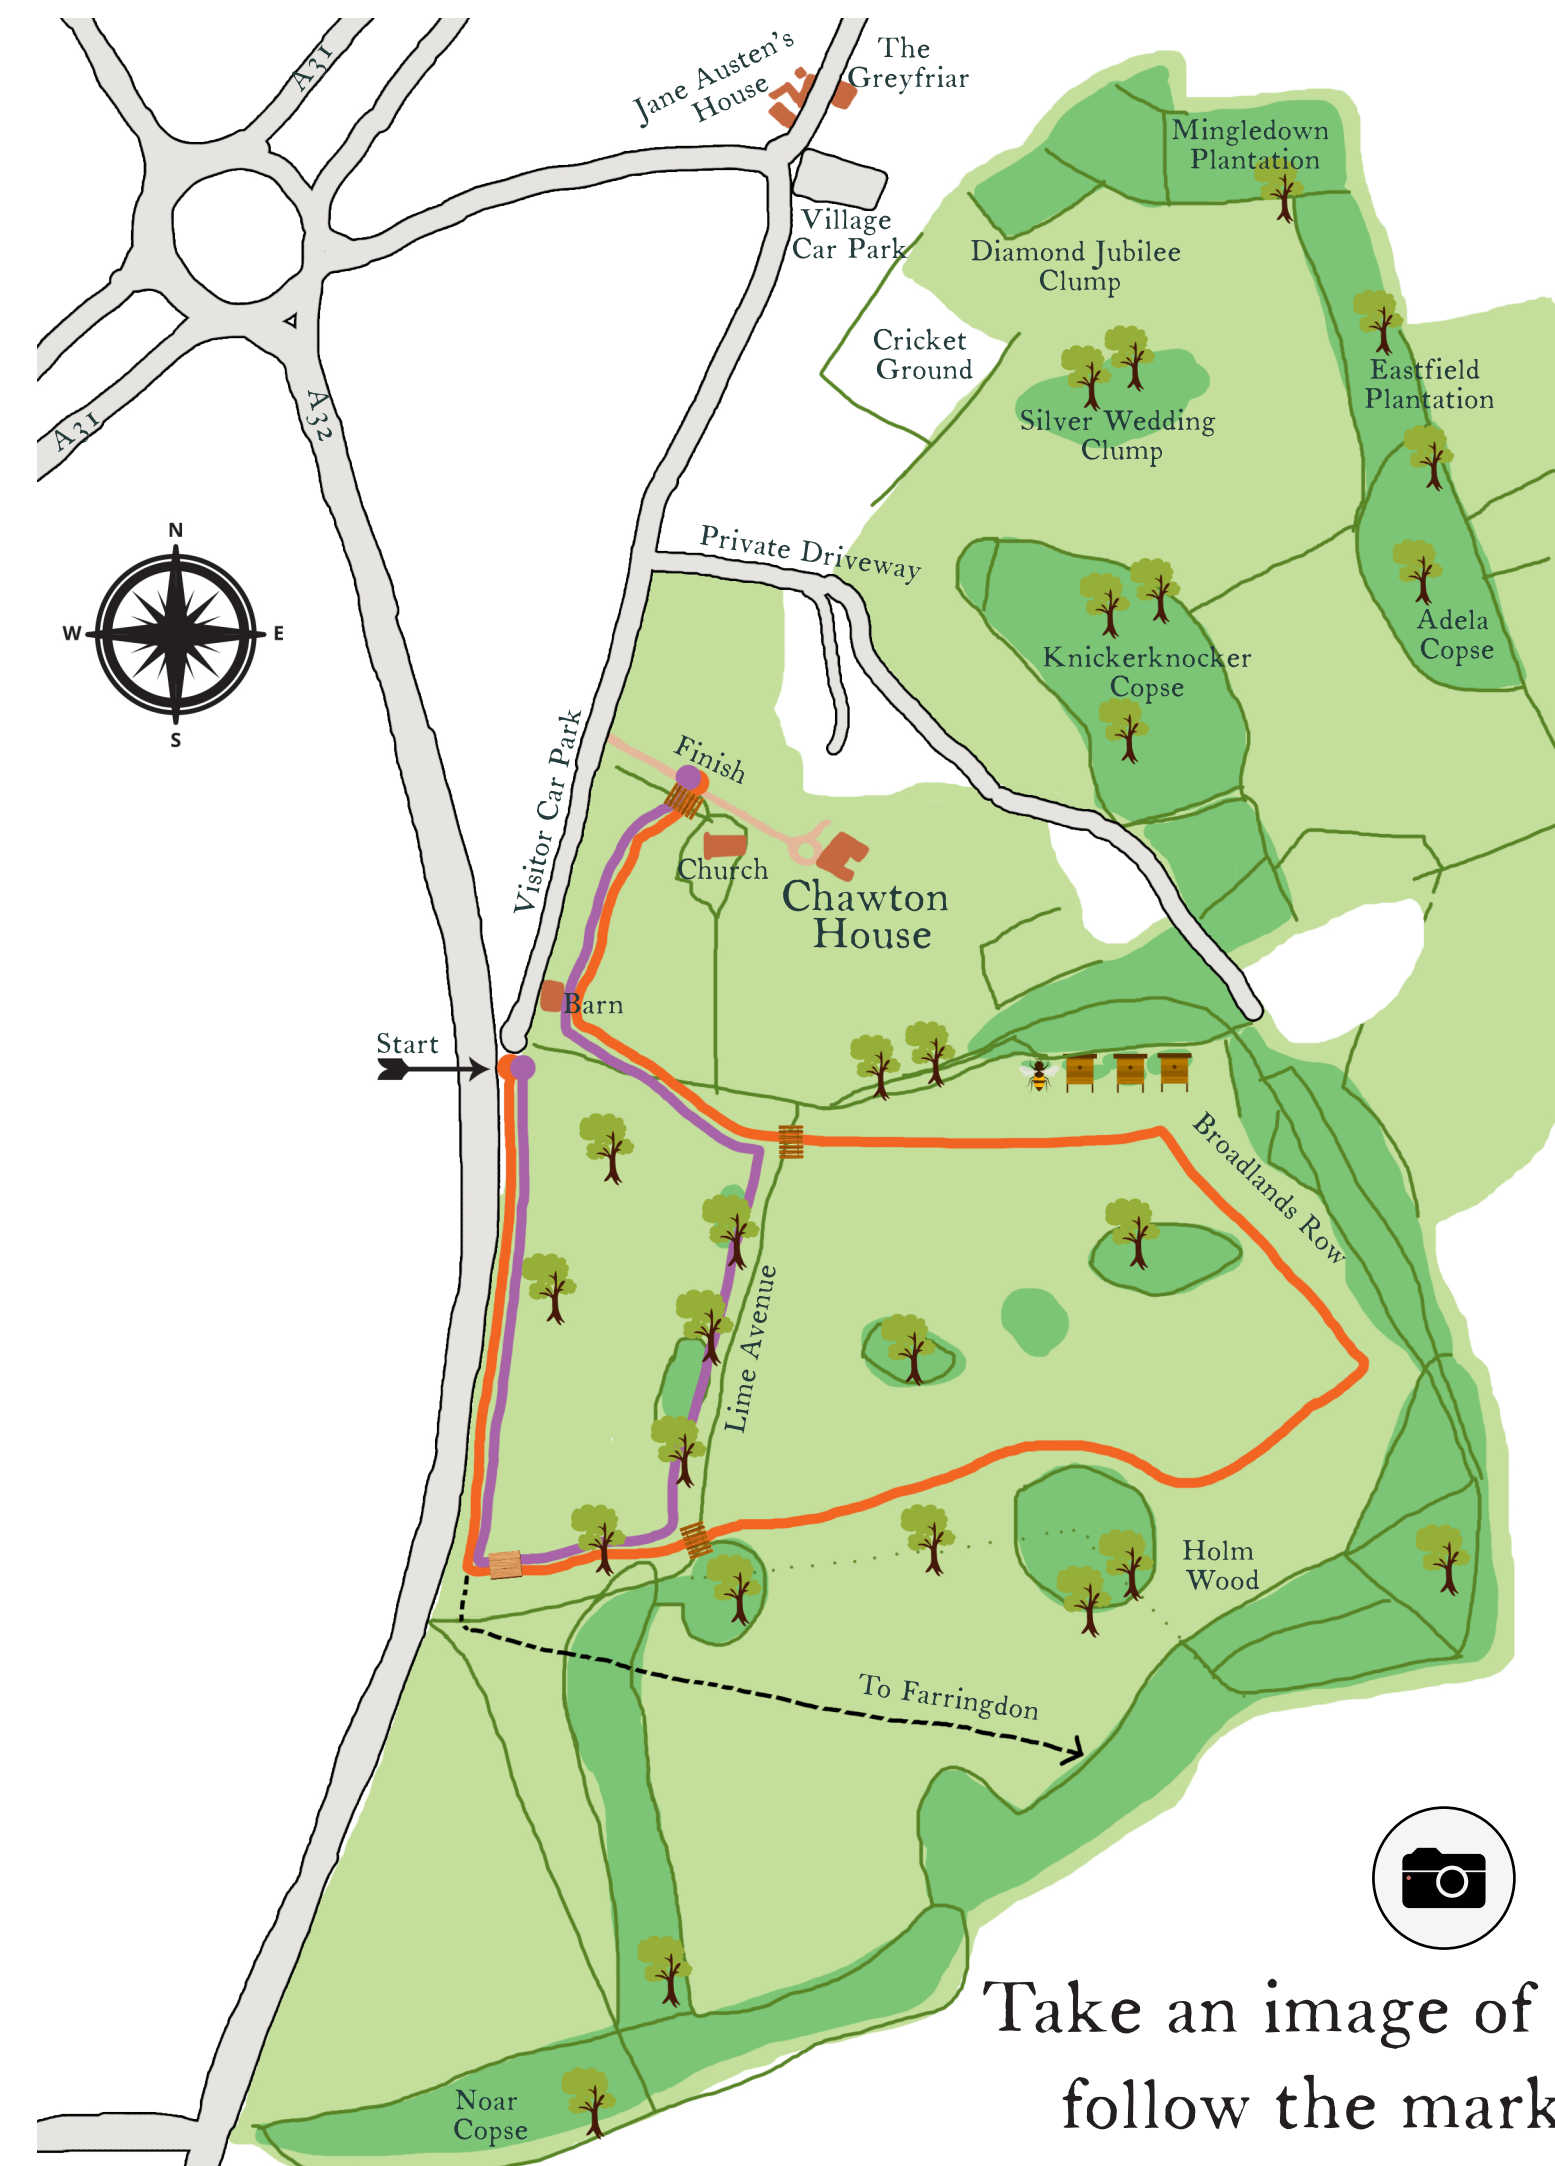 A31
Jane Austen's
House
The
Greyfriar
Mingledown
Plantation
Village
Car Park
Diamond Jubilee
Clump
Cricket
Ground
Eastfield
Plantation
A31
A32
Silver Wedding
Clump
N
W
E
S
Private Driveway
Adela
Copse
Knickerknocker
Copse
Visitor Car Park
Finish
Church
Chawton
House
Barn
Start
Broadlands Row
Lime Avenue
Holm
Wood
To Farringdon
Take an image of
follow the mark
Noar
Copse